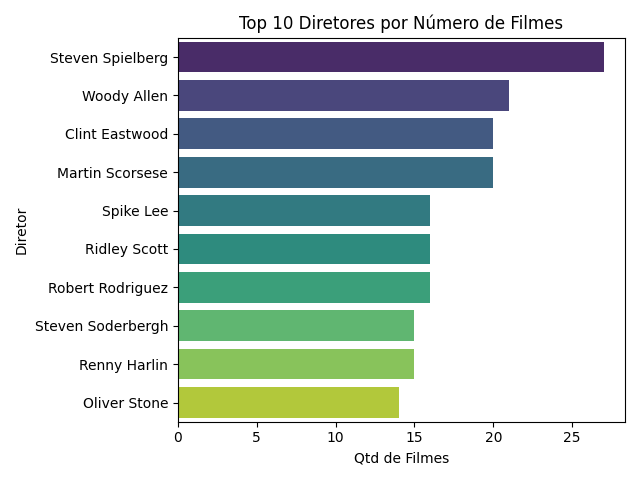 Top 10 Diretores por Número de Filmes
Diretor
Steven Spielberg
Woody Allen
Clint Eastwood
Martin Scorsese
Spike Lee
Ridley Scott
Robert Rodriguez
Steven Soderbergh
Renny Harlin
Oliver Stone
0 5 10 15 20 25
Qtd de Filmes